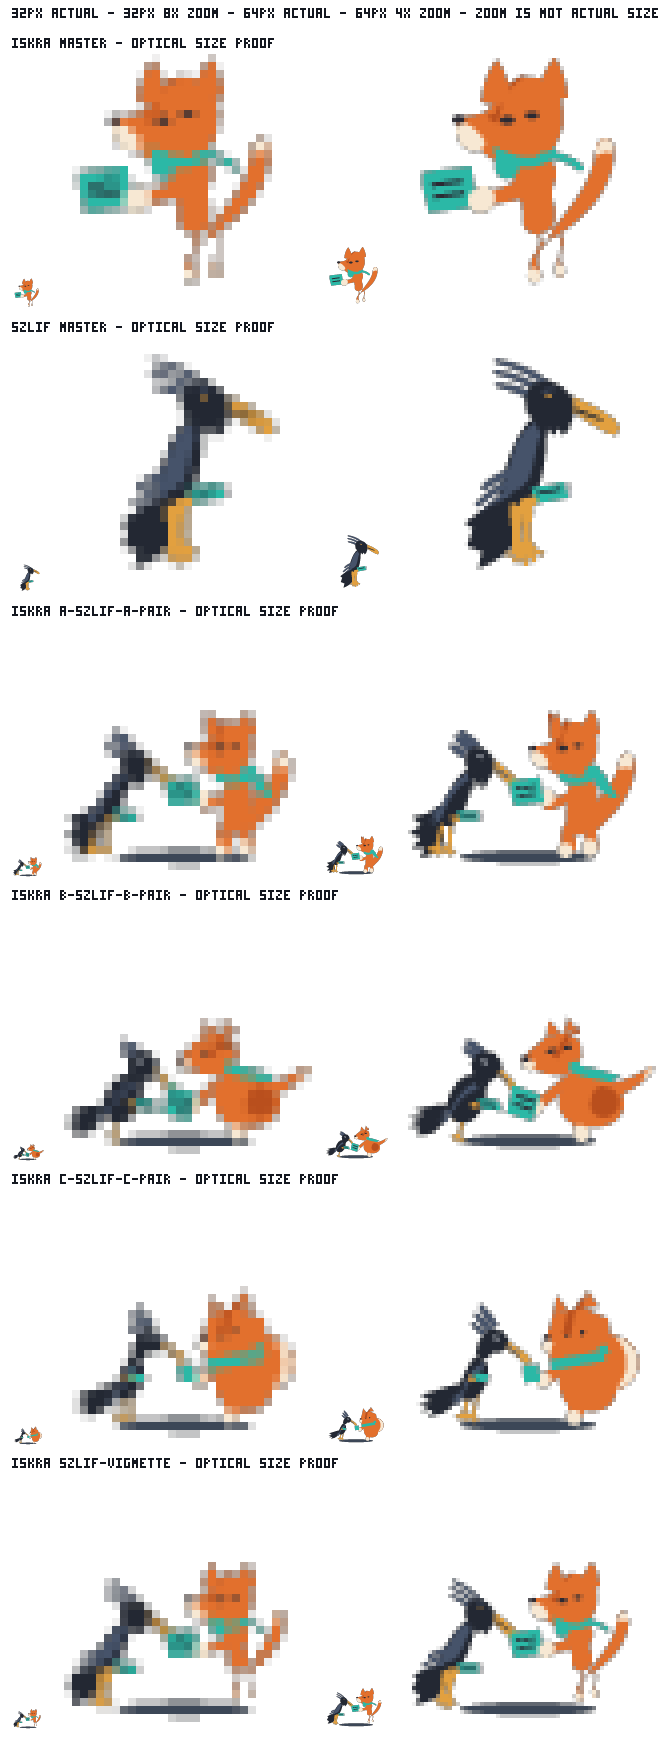 32PX ACTUAL - 32PX 8X ZOOM - 64PX ACTUAL - 64PX 4X ZOOM - ZOOM IS NOT ACTUAL SIZE
ISKRA MASTER - OPTICAL SIZE PROOF
SZLIF MASTER - OPTICAL SIZE PROOF
ISKRA A-SZLIF-A-PAIR - OPTICAL SIZE PROOF
ISKRA B-SZLIF-B-PAIR - OPTICAL SIZE PROOF
ISKRA C-SZLIF-C-PAIR - OPTICAL SIZE PROOF
ISKRA SZLIF-VIGNETTE - OPTICAL SIZE PROOF